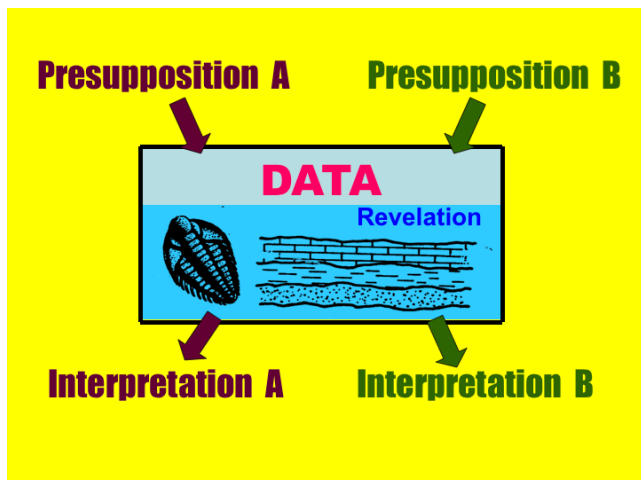 Presupposition A
Presupposition B
DATA
Revelation
Interpretation A
Interpretation B